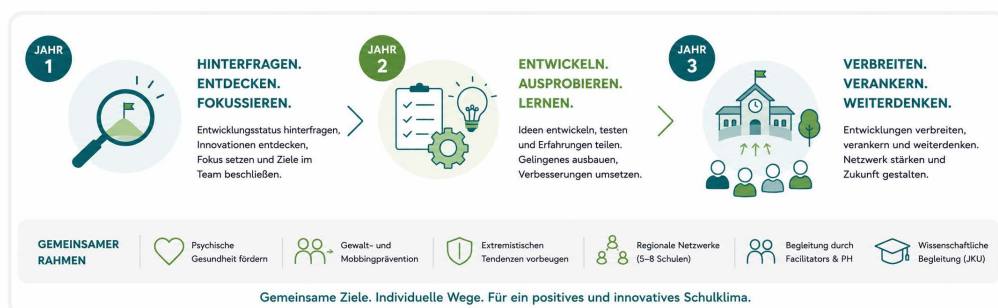 JAHR
1
HINTERFRAGEN.
ENTDECKEN.
FOKUSSIEREN.
Entwicklungsstatus hinterfragen,
Innovationen entdecken,
Fokus setzen und Ziele im
Team beschließen.
JAHR
2
ENTWICKELN.
AUSPROBIEREN.
LERNEN.
Ideen entwickeln, testen
und Erfahrungen teilen.
Gelingenes ausbauen,
Verbesserungen umsetzen.
JAHR
3
VERBREITEN.
VERANKERN.
WEITERDENKEN.
Entwicklungen verbreiten,
verankern und weiterdenken.
Netzwerk stärken und
Zukunft gestalten.
GEMEINSAMER
RAHMEN
Psychische
Gesundheit fördern
Gewalt- und
Mobbingprävention
Extremistischen
Tendenzen vorbeugen
Regionale Netzwerke
(5–8 Schulen)
Begleitung durch
Facilitators & PH
Wissenschaftliche
Begleitung (JKU)
Gemeinsame Ziele. Individuelle Wege. Für ein positives und innovatives Schulklima.